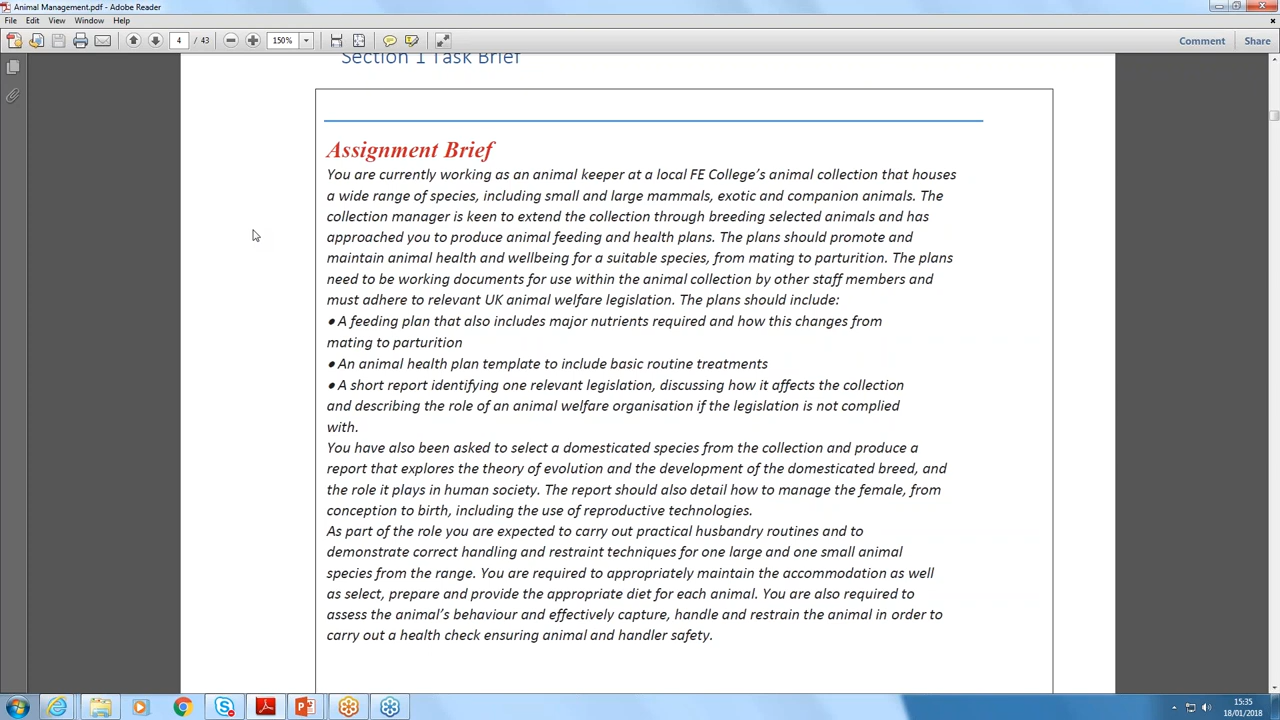 Animal Management.pdf - Adobe Reader
File Edit View Window Help
4 / 43 150% Comment Share
Section 1 Task Brief
Assignment Brief
You are currently working as an animal keeper at a local FE College's animal collection that houses
a wide range of species, including small and large mammals, exotic and companion animals. The
collection manager is keen to extend the collection through breeding selected animals and has
approached you to produce animal feeding and health plans. The plans should promote and
maintain animal health and wellbeing for a suitable species, from mating to parturition. The plans
need to be working documents for use within the animal collection by other staff members and
must adhere to relevant UK animal welfare legislation. The plans should include:
● A feeding plan that also includes major nutrients required and how this changes from
mating to parturition
● An animal health plan template to include basic routine treatments
● A short report identifying one relevant legislation, discussing how it affects the collection
and describing the role of an animal welfare organisation if the legislation is not complied
with.
You have also been asked to select a domesticated species from the collection and produce a
report that explores the theory of evolution and the development of the domesticated breed, and
the role it plays in human society. The report should also detail how to manage the female, from
conception to birth, including the use of reproductive technologies.
As part of the role you are expected to carry out practical husbandry routines and to
demonstrate correct handling and restraint techniques for one large and one small animal
species from the range. You are required to appropriately maintain the accommodation as well
as select, prepare and provide the appropriate diet for each animal. You are also required to
assess the animal's behaviour and effectively capture, handle and restrain the animal in order to
carry out a health check ensuring animal and handler safety.
15:35
18/01/2018